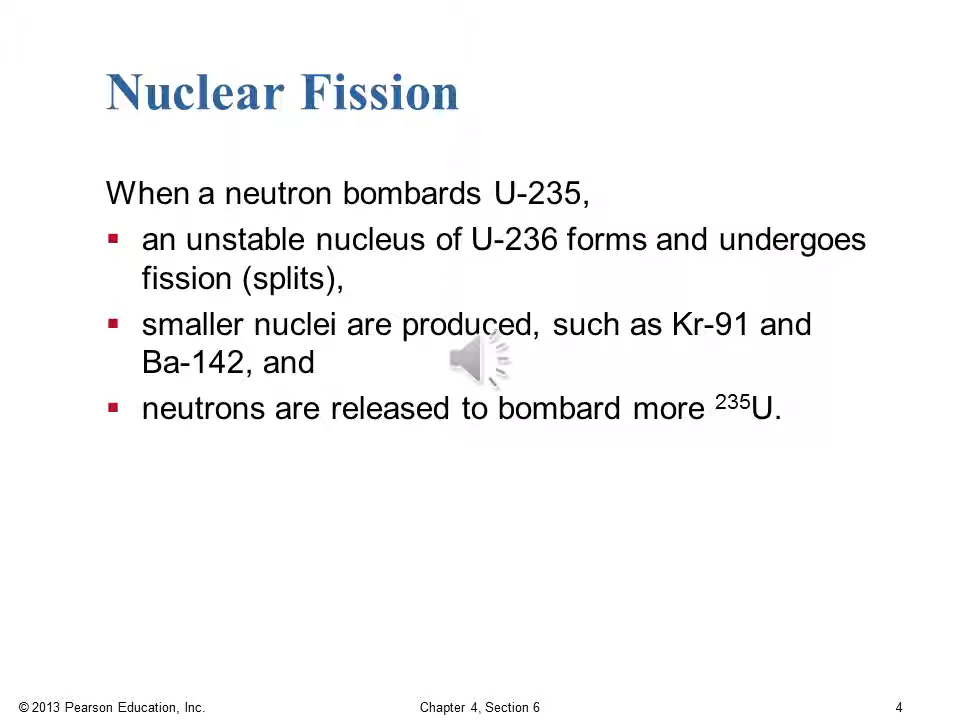 Nuclear Fission
When a neutron bombards U-235,
▪ an unstable nucleus of U-236 forms and undergoes
fission (splits),
▪ smaller nuclei are produced, such as Kr-91 and
Ba-142, and
▪ neutrons are released to bombard more ²³⁵U.
© 2013 Pearson Education, Inc.
Chapter 4, Section 6
4